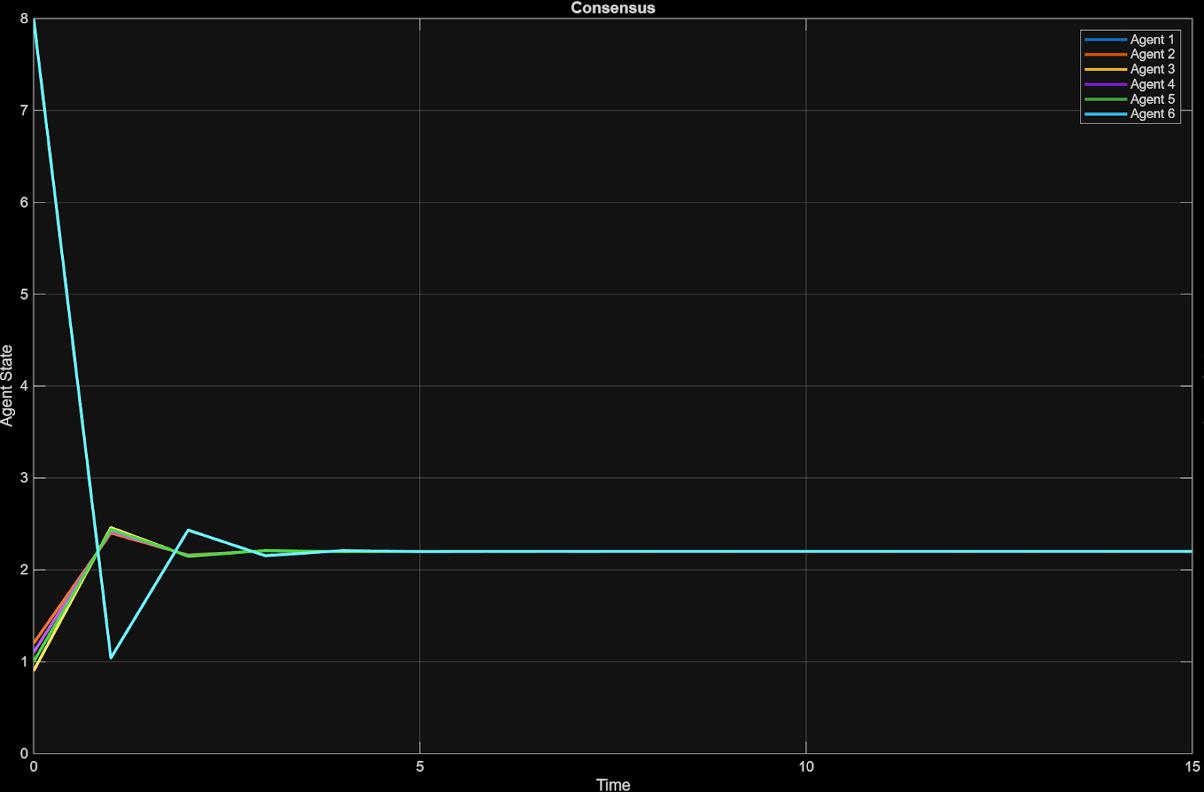 Consensus
8
7
6
5
4
3
2
1
0
Agent State
Agent 1
Agent 2
Agent 3
Agent 4
Agent 5
Agent 6
0 5 10 15
Time